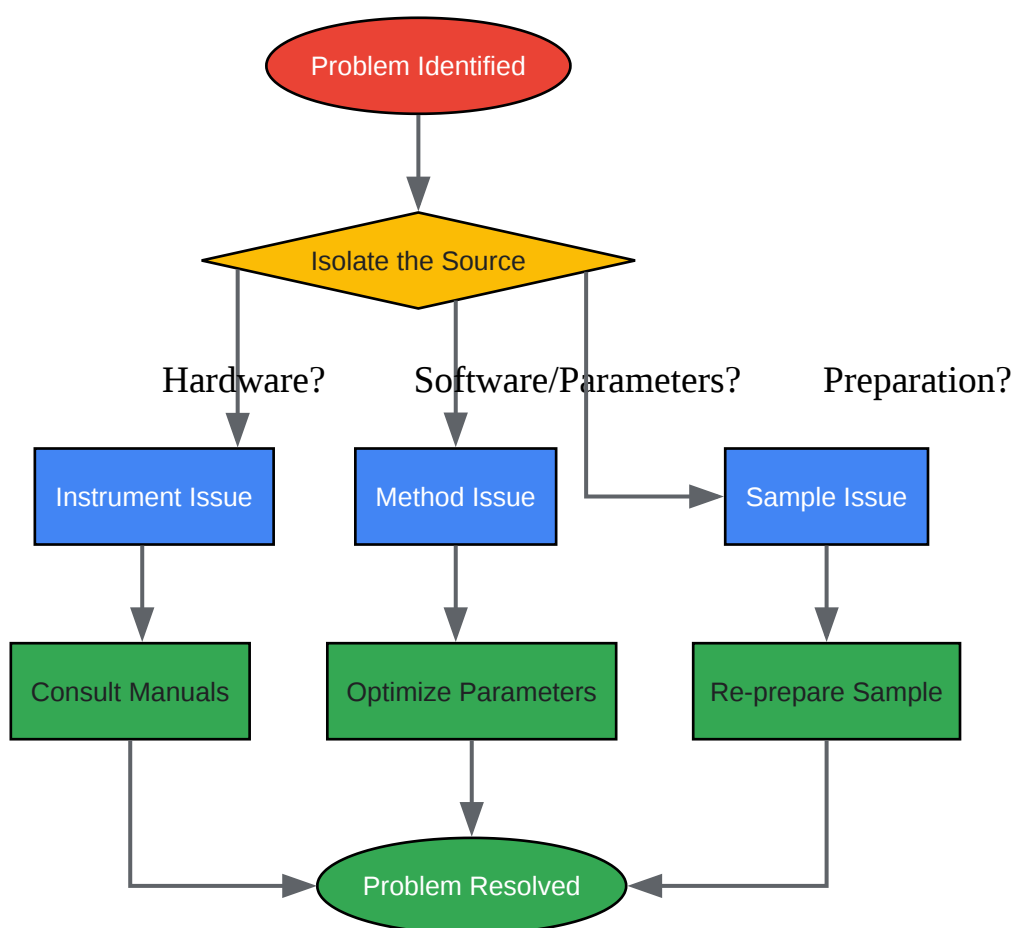 Problem Identified
Isolate the Source
Hardware?
Software/Parameters?
Preparation?
Instrument Issue
Method Issue
Sample Issue
Consult Manuals
Optimize Parameters
Re-prepare Sample
Problem Resolved